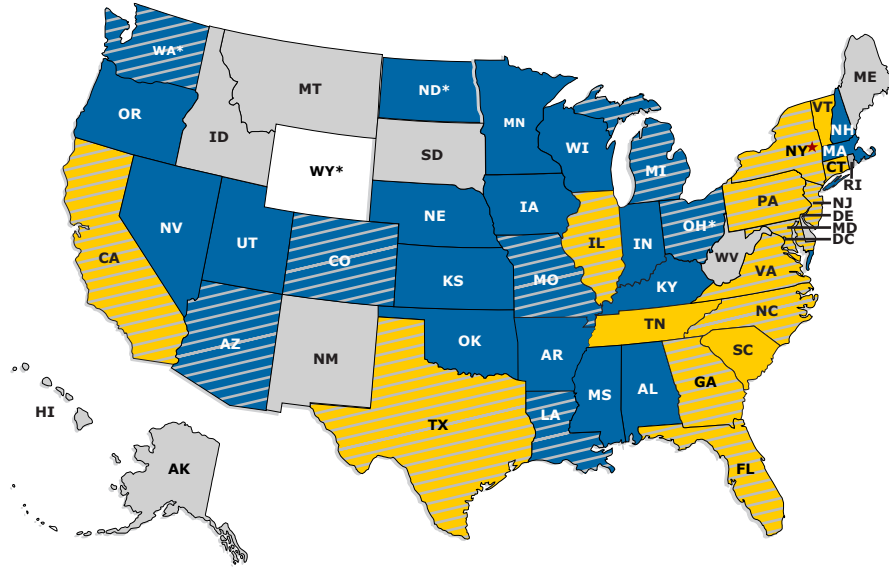 WA*
MT
ND*
MN
ME
VT
NH
OR
ID
WY*
SD
WI
MI
NY
MA
CT
RI
NV
UT
CO
NE
IA
IL
IN
OH*
PA
NJ
DE
MD
DC
WV
VA
CA
KS
MO
KY
AZ
NM
OK
AR
TN
NC
SC
TX
LA
MS
AL
GA
FL
HI
AK